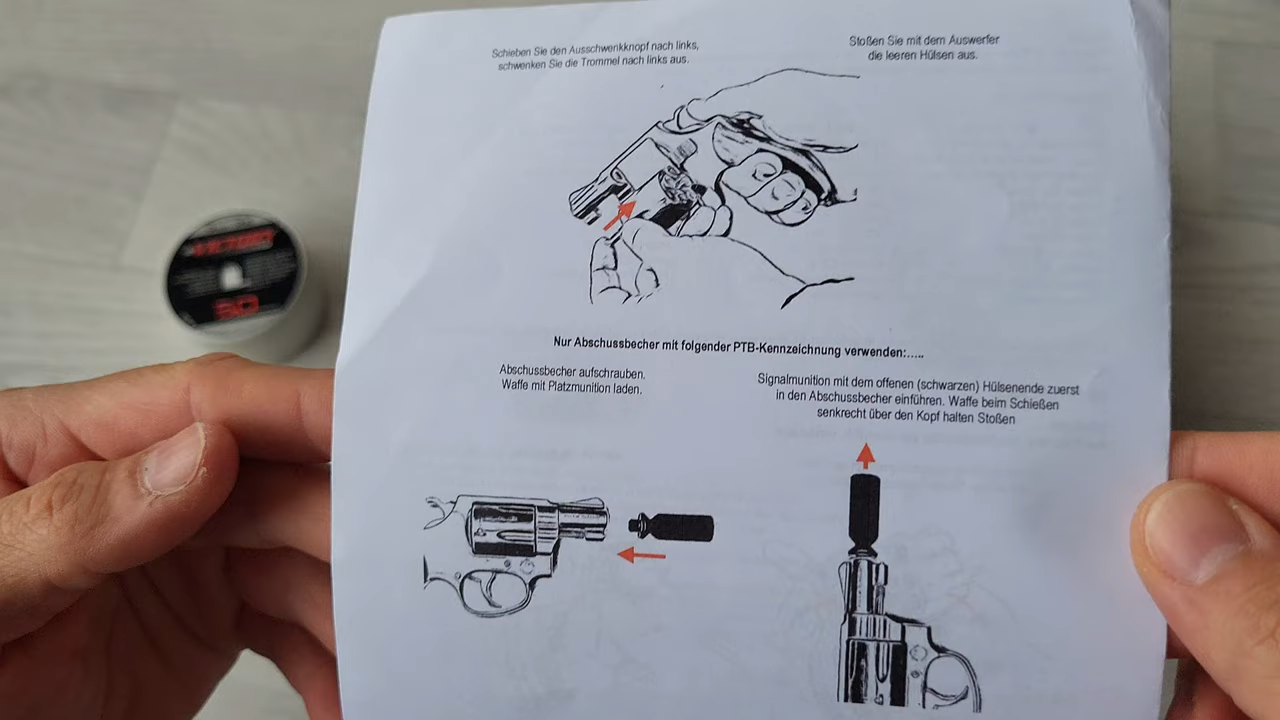 Schieben Sie den Ausschwenkknopf nach links,
schwenken Sie die Trommel nach links aus.
Stoßen Sie mit dem Auswerfer
die leeren Hülsen aus.
Nur Abschussbecher mit folgender PTB-Kennzeichnung verwenden:.....
Abschussbecher aufschrauben.
Waffe mit Platzmunition laden.
Signalmunition mit dem offenen (schwarzen) Hülsenende zuerst
in den Abschussbecher einführen. Waffe beim Schießen
senkrecht über den Kopf halten Stoßen
VICTORY
50